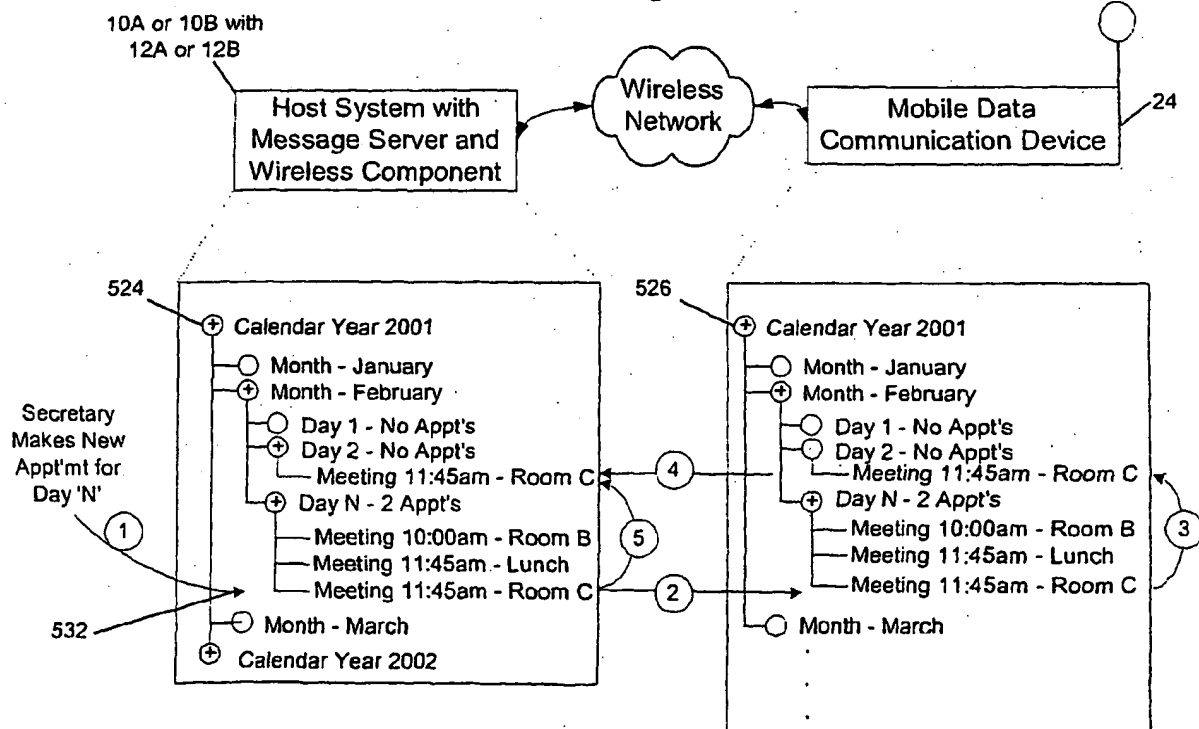 10A or 10B with
12A or 12B
Host System with
Message Server and
Wireless Component
Wireless
Network
Mobile Data
Communication Device
24
524
Calendar Year 2001
Month - January
Month - February
Day 1 - No Appt's
Day 2 - No Appt's
Meeting 11:45am - Room C
Day N - 2 Appt's
Meeting 10:00am - Room B
Meeting 11:45am - Lunch
Meeting 11:45am - Room C
Month - March
Calendar Year 2002
Secretary
Makes New
Appt'mt for
Day 'N'
1
532
4
5
2
526
Calendar Year 2001
Month - January
Month - February
Day 1 - No Appt's
Day 2 - No Appt's
Meeting 11:45am - Room C
Day N - 2 Appt's
Meeting 10:00am - Room B
Meeting 11:45am - Lunch
Meeting 11:45am - Room C
Month - March
3